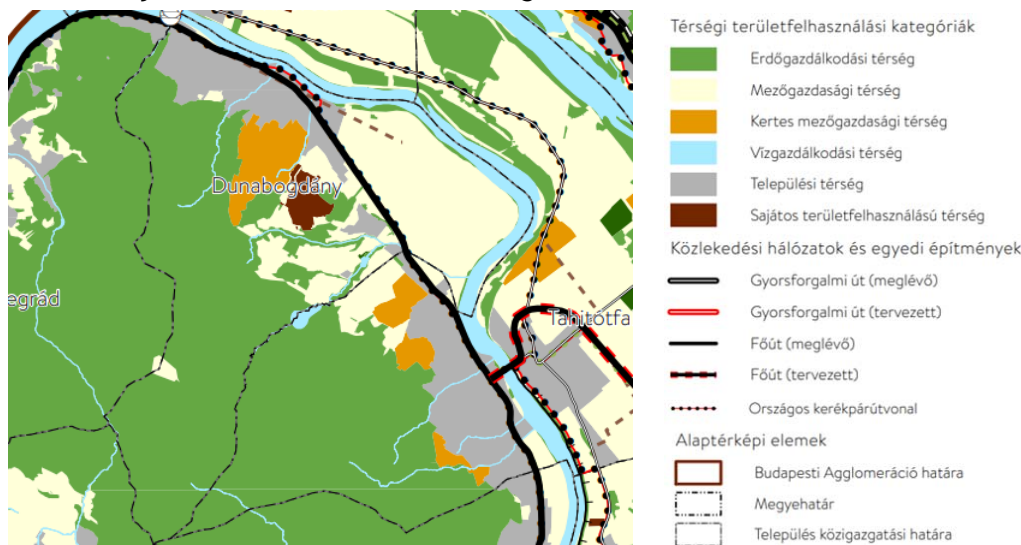 Dunabogdány
egrád
Tahitótfa
Térségi területfelhasználási kategóriák
Erdőgazdálkodási térség
Mezőgazdasági térség
Kertes mezőgazdasági térség
Vízgazdálkodási térség
Települési térség
Sajátos területfelhasználású térség
Közlekedési hálózatok és egyedi építmények
Gyorsforgalmi út (meglévő)
Gyorsforgalmi út (tervezett)
Főút (meglévő)
Főút (tervezett)
Országos kerékpárútvonal
Alaptérképi elemek
Budapesti Agglomeráció határa
Megyehatár
Település közigazgatási határa